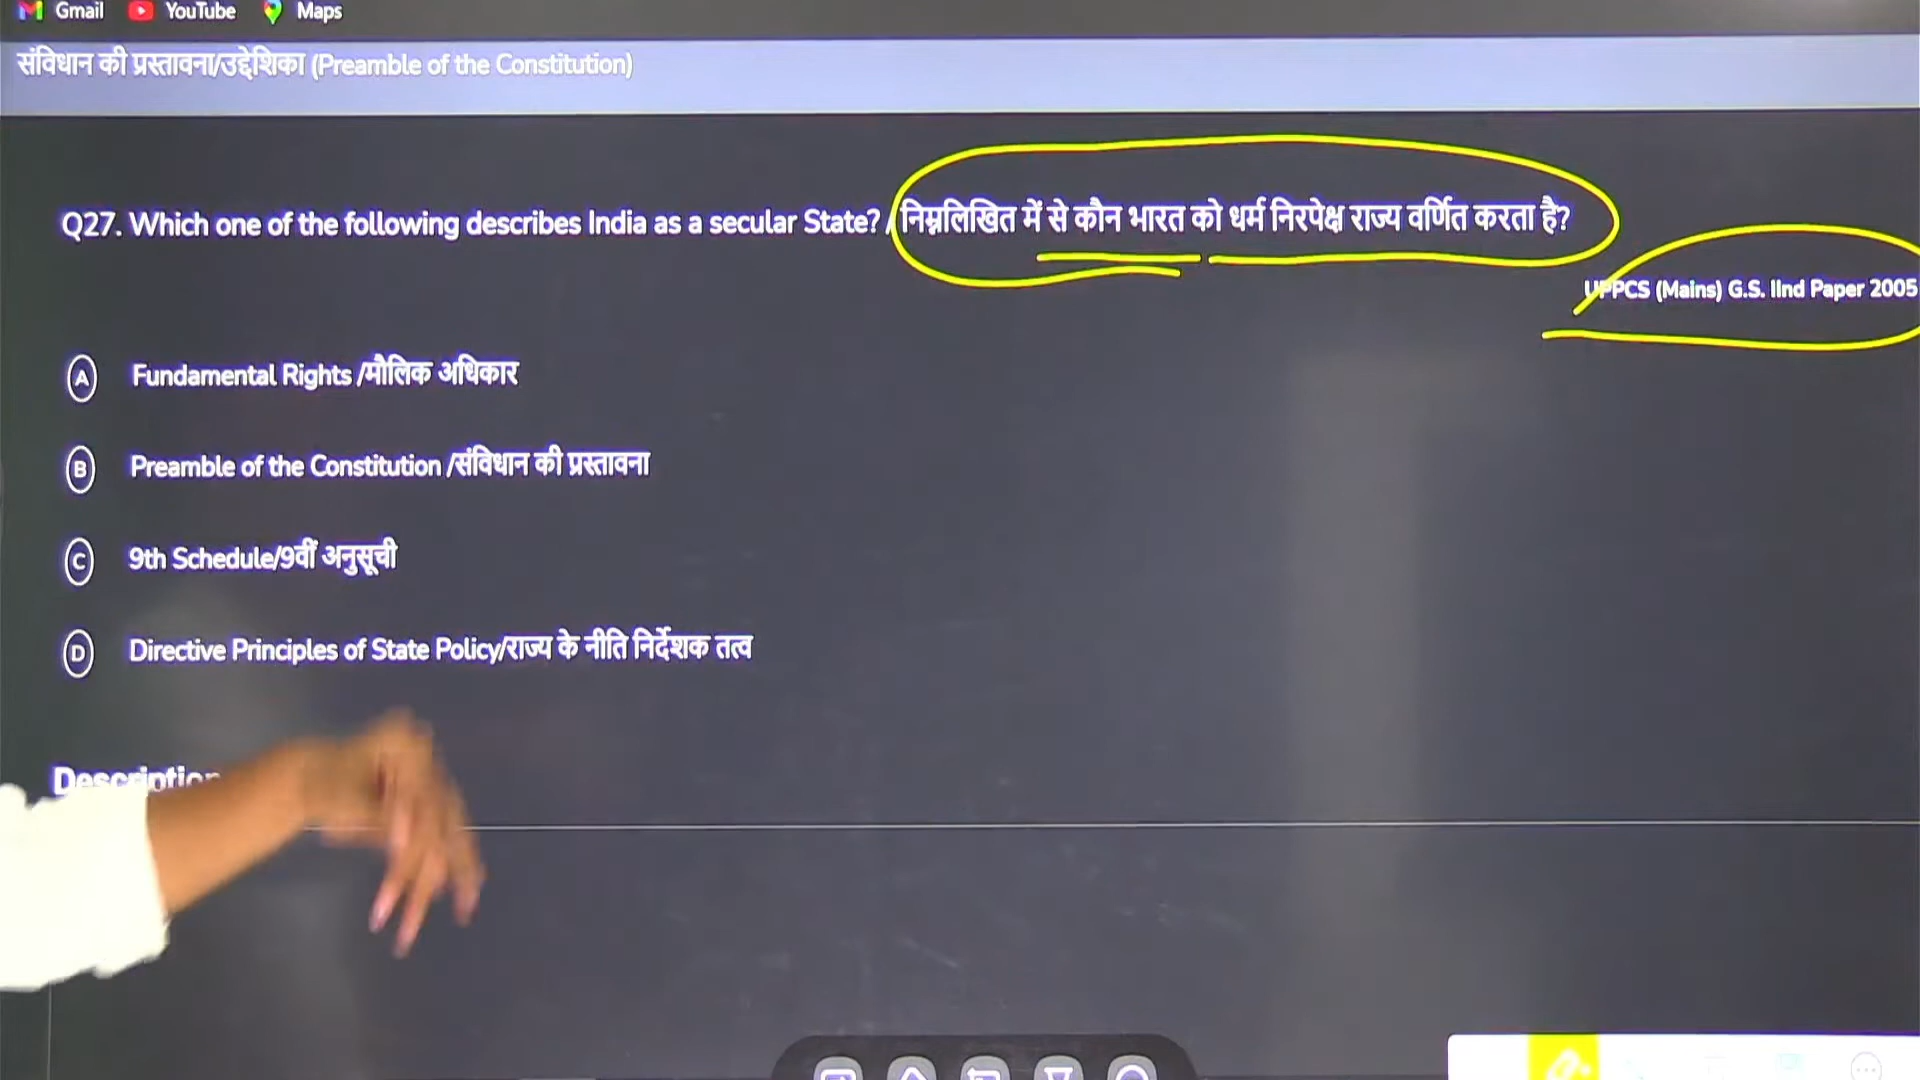 Gmail YouTube Maps
संविधान की प्रस्तावना/उद्देशिका (Preamble of the Constitution)
Q27. Which one of the following describes India as a secular State? / निम्नलिखित में से कौन भारत को धर्म निरपेक्ष राज्य वर्णित करता है?
UPPCS (Mains) G.S. IInd Paper 2005
A Fundamental Rights /मौलिक अधिकार
B Preamble of the Constitution /संविधान की प्रस्तावना
C 9th Schedule/9वीं अनुसूची
D Directive Principles of State Policy/राज्य के नीति निर्देशक तत्व